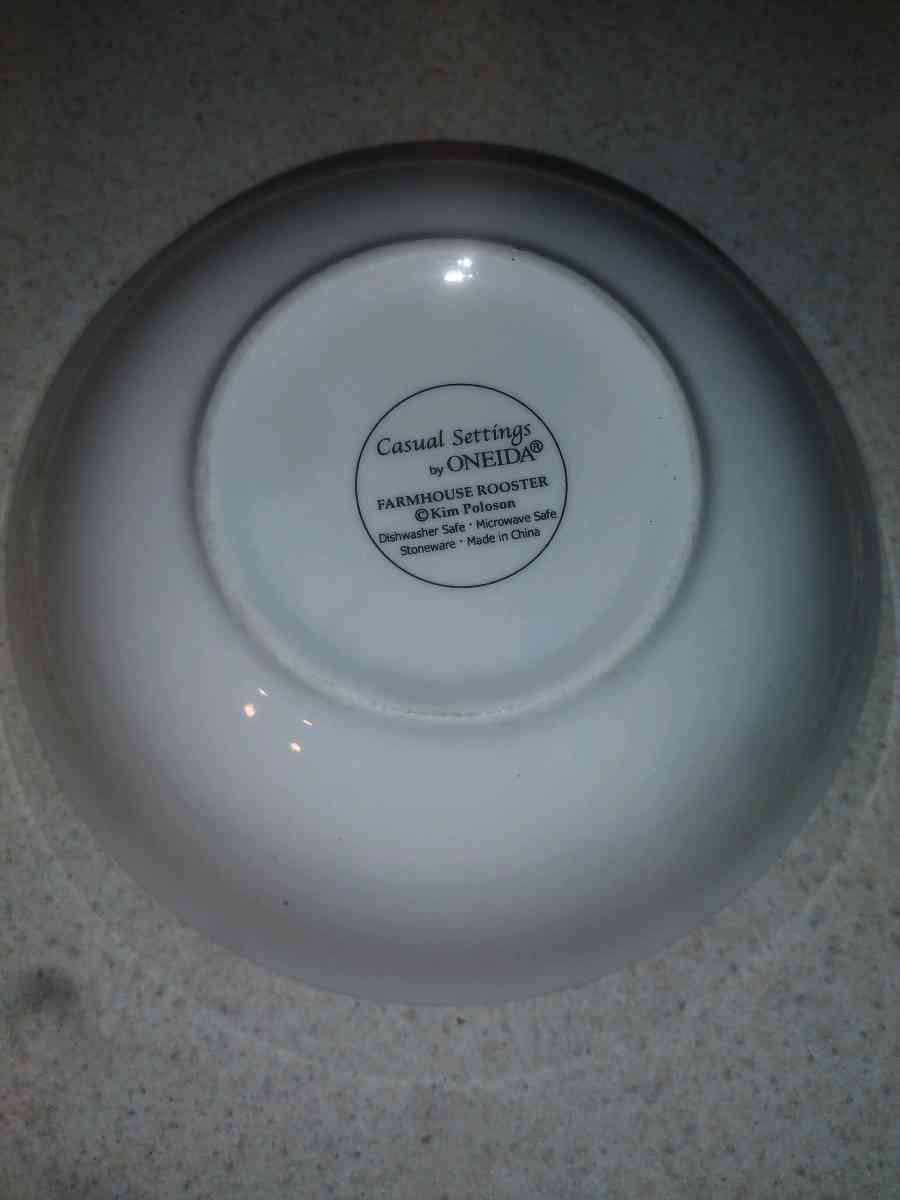 Casual Settings
by ONEIDA®
FARMHOUSE ROOSTER
©Kim Poloson
Dishwasher Safe · Microwave Safe
Stoneware · Made in China